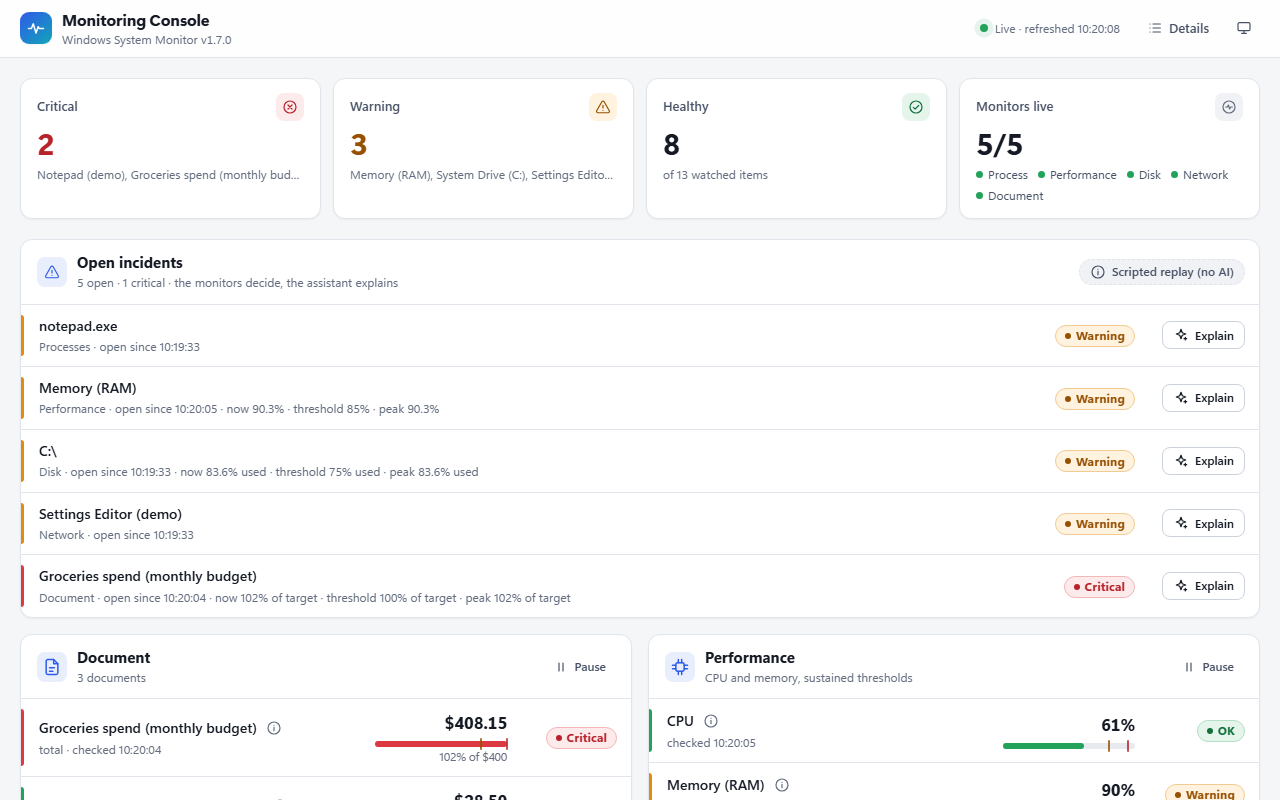 Monitoring Console
Windows System Monitor v1.7.0
Live · refreshed 10:20:08
Details
Critical
2
Notepad (demo), Groceries spend (monthly bud...
Warning
3
Memory (RAM), System Drive (C:), Settings Edito...
Healthy
8
of 13 watched items
Monitors live
5/5
Process
Performance
Disk
Network
Document
Open incidents
5 open · 1 critical · the monitors decide, the assistant explains
Scripted replay (no AI)
notepad.exe
Processes · open since 10:19:33
Warning
Explain
Memory (RAM)
Performance · open since 10:20:05 · now 90.3% · threshold 85% · peak 90.3%
Warning
Explain
C:\
Disk · open since 10:19:33 · now 83.6% used · threshold 75% used · peak 83.6% used
Warning
Explain
Settings Editor (demo)
Network · open since 10:19:33
Warning
Explain
Groceries spend (monthly budget)
Document · open since 10:20:04 · now 102% of target · threshold 100% of target · peak 102% of target
Critical
Explain
Document
3 documents
Pause
Groceries spend (monthly budget)
total · checked 10:20:04
$408.15
102% of $400
Critical
$28.50
Performance
CPU and memory, sustained thresholds
Pause
CPU
checked 10:20:05
61%
OK
Memory (RAM)
90%
Warning